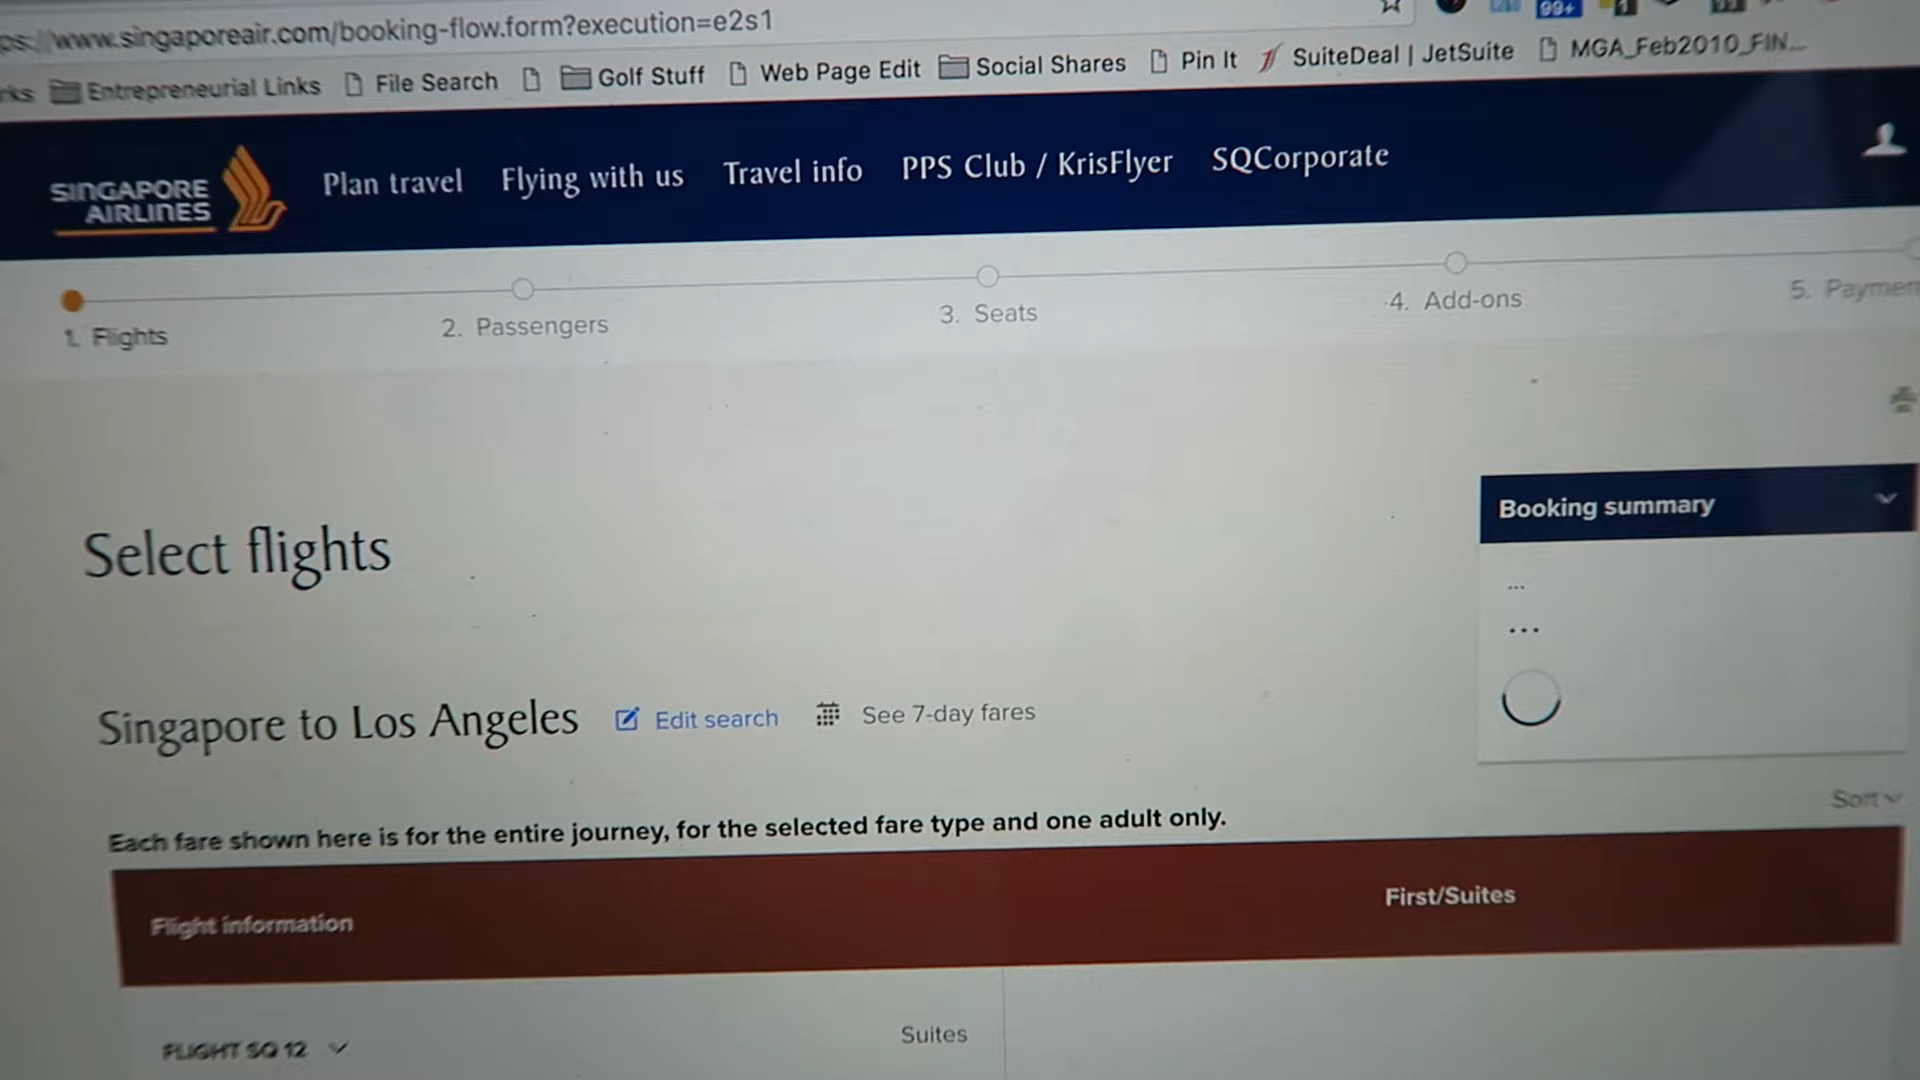 www.singaporeair.com/booking-flow.form?execution=e2s1
99+
Entrepreneurial Links File Search Golf Stuff Web Page Edit Social Shares Pin It SuiteDeal | JetSuite MGA_Feb2010_FIN...
SINGAPORE AIRLINES
Plan travel Flying with us Travel info PPS Club / KrisFlyer SQCorporate
1. Flights 2. Passengers 3. Seats 4. Add-ons 5.
Select flights
Booking summary
...
...
Singapore to Los Angeles Edit search See 7-day fares
Sort
Each fare shown here is for the entire journey, for the selected fare type and one adult only.
Flight information First/Suites
FLIGHT SQ 12 Suites